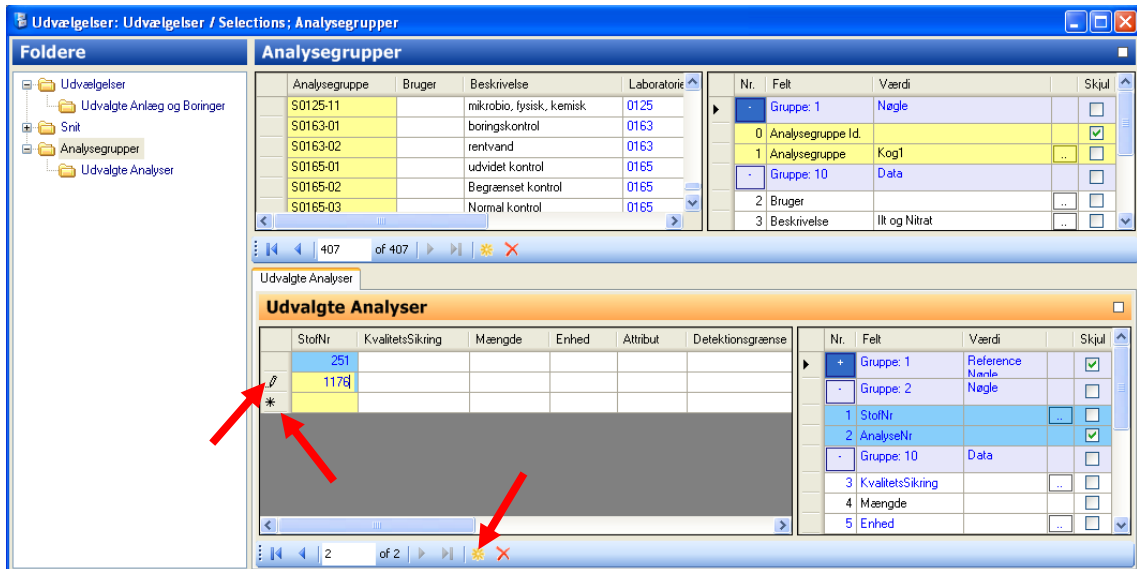 Udvælgelser: Udvælgelser / Selections; Analysegrupper
Foldere
Udvælgelser
Udvalgte Anlæg og Boringer
Snit
Analysegrupper
Udvalgte Analyser
Analysegrupper
Analysegruppe Bruger Beskrivelse Laboratorie
S0125-11 mikrobio, fysisk, kemisk 0125
S0163-01 boringskontrol 0163
S0163-02 rentvand 0163
S0165-01 udvidet kontrol 0165
S0165-02 Begrænset kontrol 0165
S0165-03 Normal kontrol 0165
Nr. Felt Værdi Skjul
- Gruppe: 1 Nøgle
0 Analysegruppe Id.
1 Analysegruppe Kog1 ..
- Gruppe: 10 Data
2 Bruger ..
3 Beskrivelse Ilt og Nitrat ..
407 of 407
Udvalgte Analyser
Udvalgte Analyser
StofNr KvalitetsSikring Mængde Enhed Attribut Detektionsgrænse
251
1176
Nr. Felt Værdi Skjul
+ Gruppe: 1 Reference
Nøgle
- Gruppe: 2 Nøgle
1 StofNr ..
2 AnalyseNr
- Gruppe: 10 Data
3 KvalitetsSikring ..
4 Mængde
5 Enhed ..
2 of 2